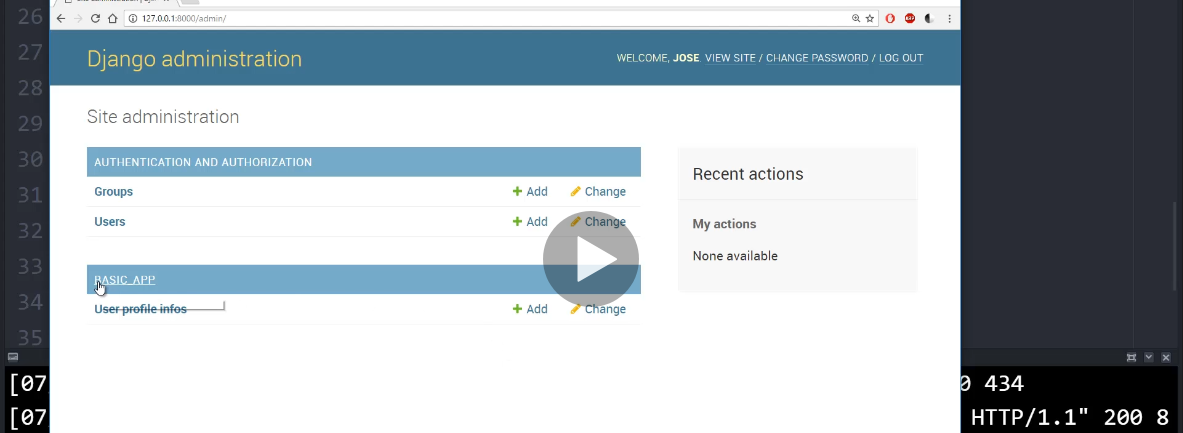 127.0.0.1:8000/admin/
Django administration
WELCOME, JOSE VIEW SITE / CHANGE PASSWORD / LOG OUT
Site administration
AUTHENTICATION AND AUTHORIZATION
Groups + Add Change
Users + Add Change
BASIC_APP
User profile infos + Add Change
Recent actions
My actions
None available
26
27
28
29
30
31
32
33
34
35
[07 0 434
[07 HTTP/1.1" 200 8